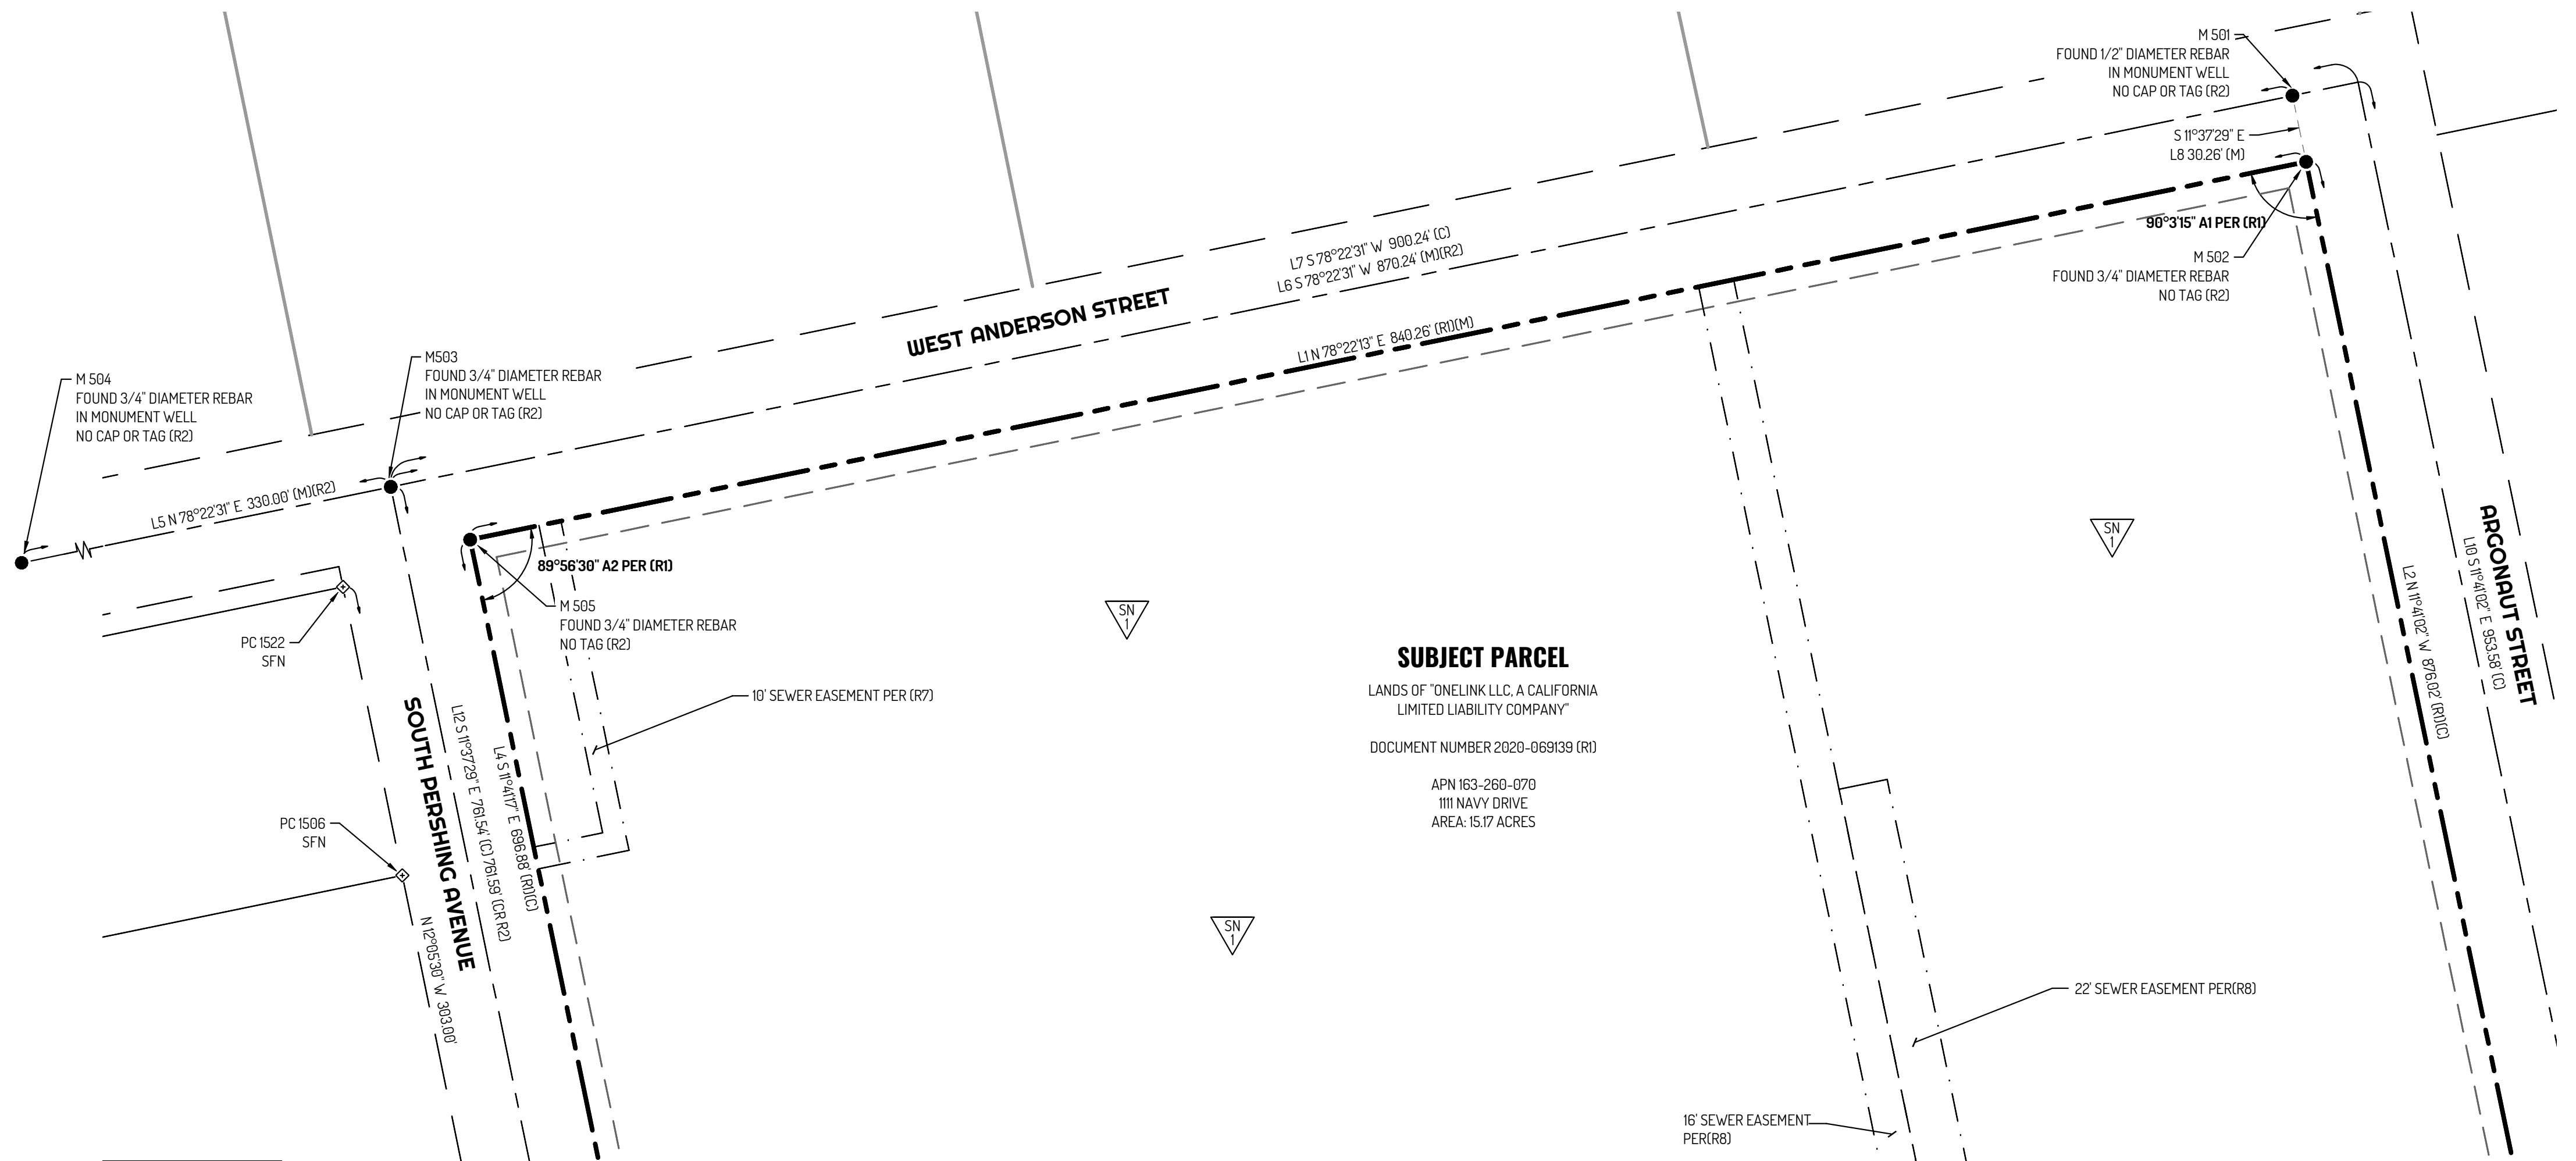 M 501
FOUND 1/2" DIAMETER REBAR
IN MONUMENT WELL
NO CAP OR TAG (R2)
S 11°37'29" E
L8 30.26' (M)
90°3'15" A1 PER (R1)
M 502
FOUND 3/4" DIAMETER REBAR
NO TAG (R2)
L7 S 78°22'31" W 900.24' (C)
L6 S 78°22'31" W 870.24' (M)(R2)
WEST ANDERSON STREET
L1 N 78°22'13" E 840.26' (R1)(M)
M503
FOUND 3/4" DIAMETER REBAR
IN MONUMENT WELL
NO CAP OR TAG (R2)
M 504
FOUND 3/4" DIAMETER REBAR
IN MONUMENT WELL
NO CAP OR TAG (R2)
L5 N 78°22'31" E 330.00' (M)(R2)
89°56'30" A2 PER (R1)
M 505
FOUND 3/4" DIAMETER REBAR
NO TAG (R2)
PC 1522
SFN
10' SEWER EASEMENT PER (R7)
SOUTH PERSHING AVENUE
L12 S 11°37'29" E 761.54' (C) 761.59' (CR R2)
L4 S 11°41'17" E 696.88' (R1)(C)
PC 1506
SFN
N 12°05'30" W 303.00'
SN
1
SN
1
SN
1
SUBJECT PARCEL
LANDS OF "ONELINK LLC, A CALIFORNIA
LIMITED LIABILITY COMPANY"
DOCUMENT NUMBER 2020-069139 (R1)
APN 163-260-070
1111 NAVY DRIVE
AREA: 15.17 ACRES
L2 N 11°41'02" W 876.02' (R1)(C)
L10 S 11°41'02" E 953.58' (C)
ARGONAUT STREET
22' SEWER EASEMENT PER(R8)
16' SEWER EASEMENT
PER(R8)